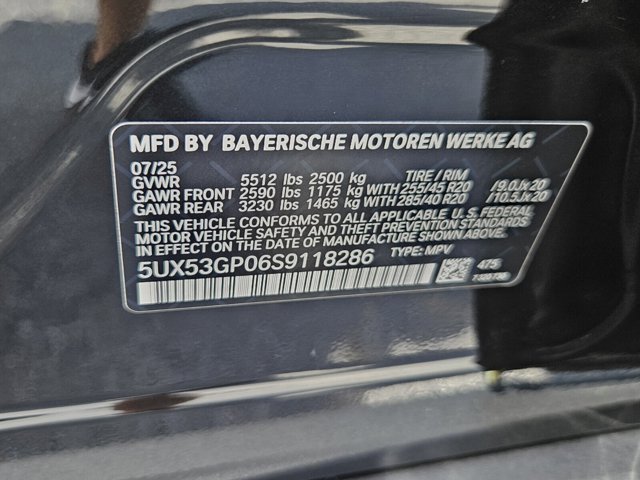 MFD BY BAYERISCHE MOTOREN WERKE AG
07/25
GVWR 5512 lbs 2500 kg TIRE / RIM
GAWR FRONT 2590 lbs 1175 kg WITH 255/45 R20 /9.0Jx20
GAWR REAR 3230 lbs 1465 kg WITH 285/40 R20 /10.5Jx20
THIS VEHICLE CONFORMS TO ALL APPLICABLE U.S. FEDERAL
MOTOR VEHICLE SAFETY AND THEFT PREVENTION STANDARDS
IN EFFECT ON THE DATE OF MANUFACTURE SHOWN ABOVE.
5UX53GP06S9118286 TYPE: MPV 475